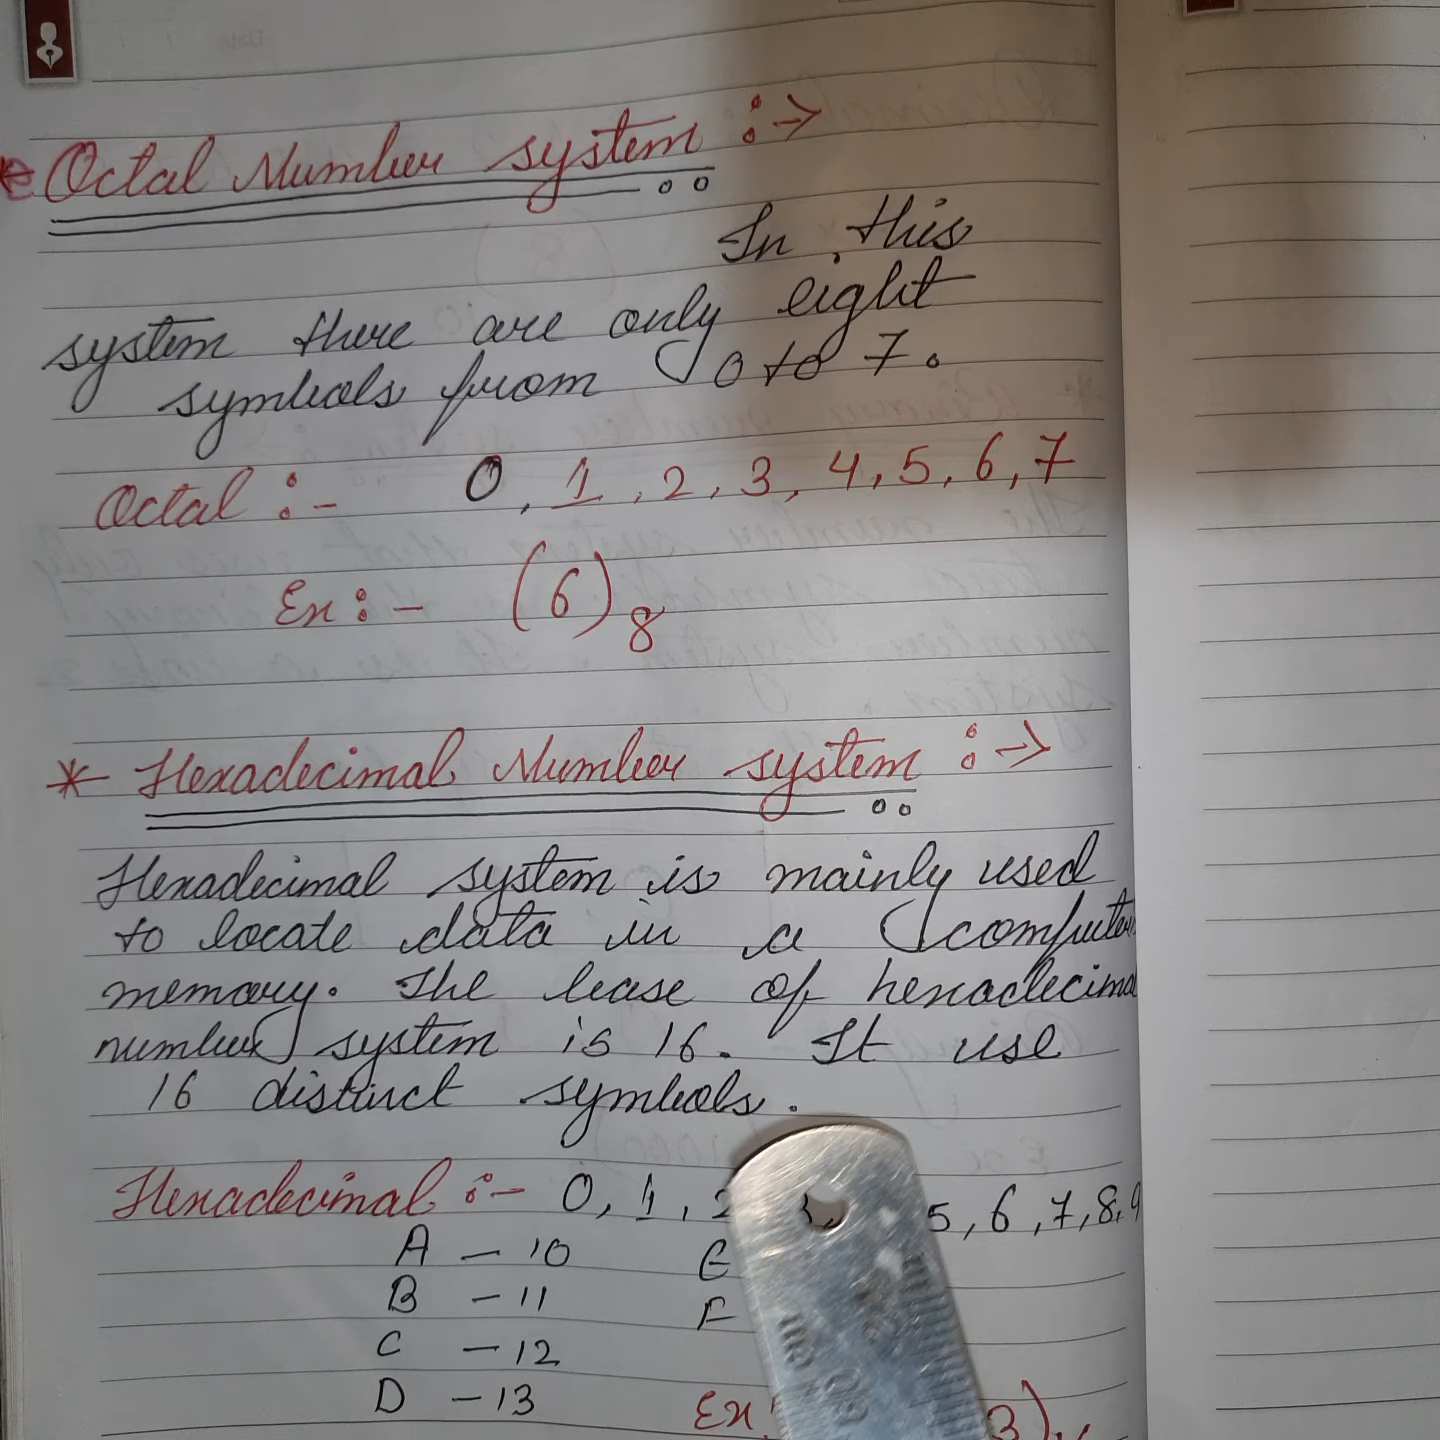 Octal Number system :->
In this
system there are only eight
symbols from 0 to 7.
Octal :- 0, 1, 2, 3, 4, 5, 6, 7
Ex :- (6)8
* Hexadecimal Number system :->
Hexadecimal system is mainly used
to locate data in a computer
memory. The base of hexadecimal
number system is 16. It use
16 distinct symbols.
Hexadecimal :- 0, 1, 2 5, 6, 7, 8, 9
A - 10 E
B - 11 F
C - 12
D - 13
Ex: 3)